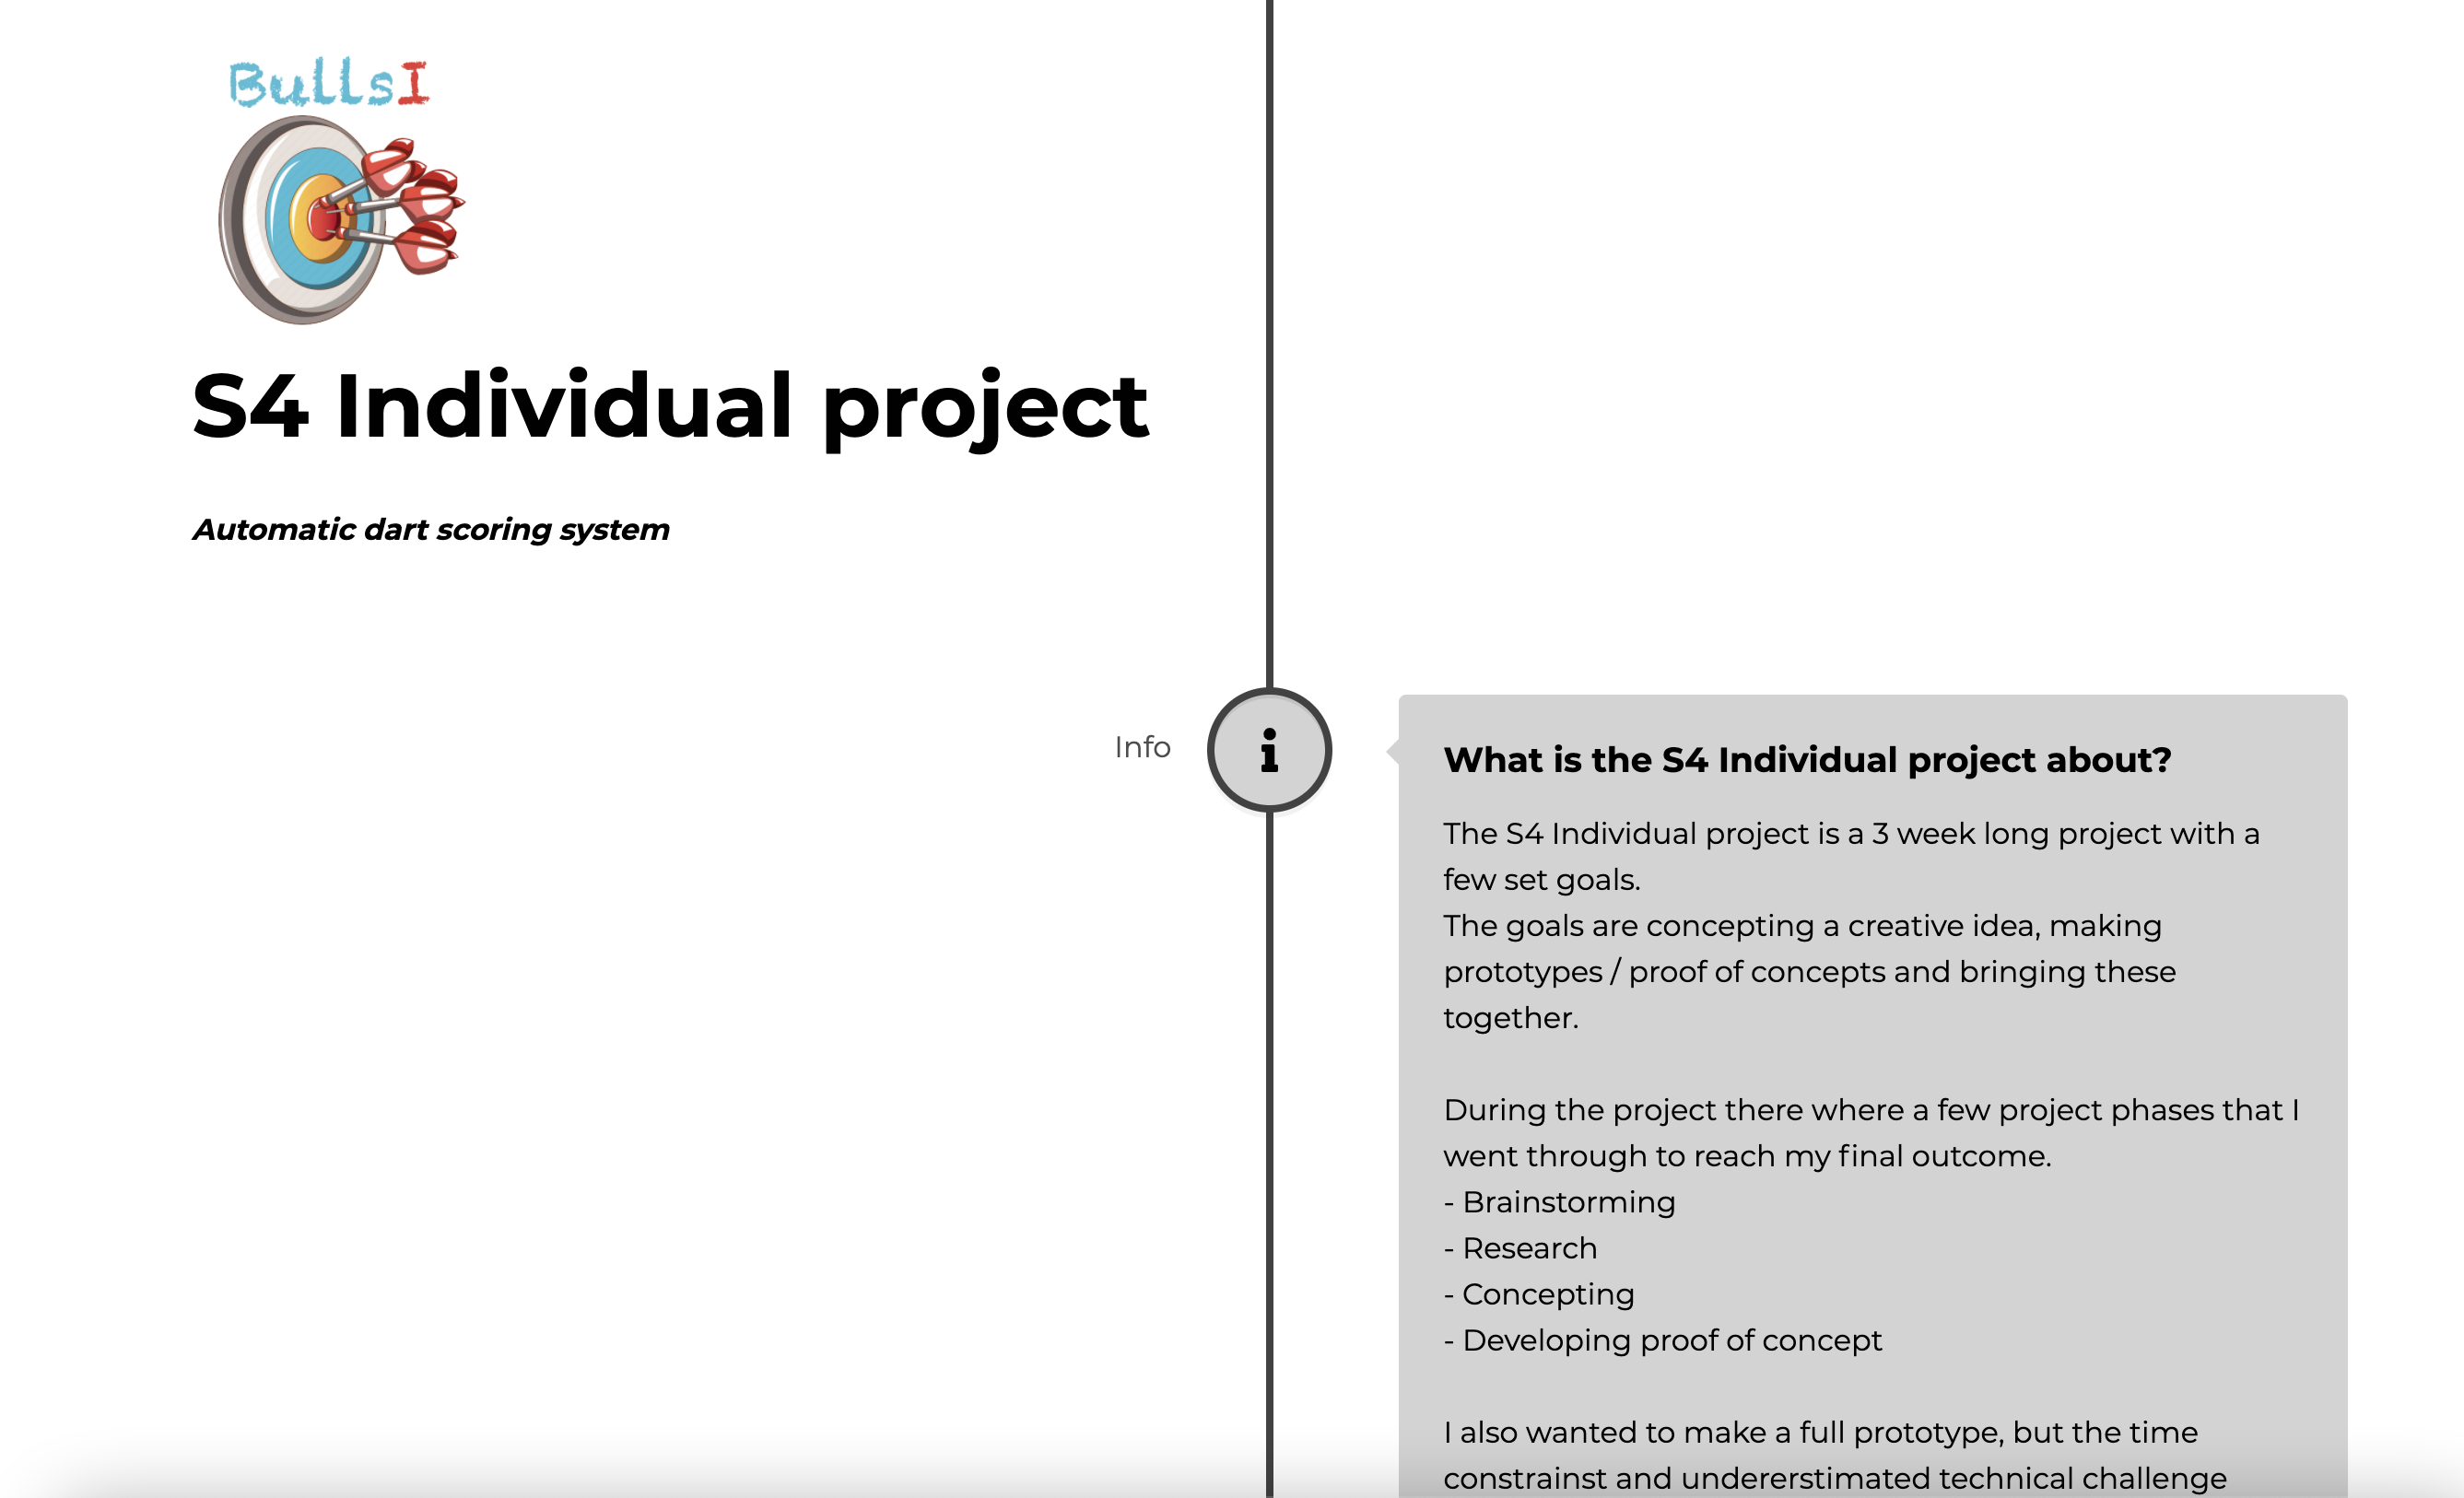 BullsI
S4 Individual project
Automatic dart scoring system
Info
What is the S4 Individual project about?
The S4 Individual project is a 3 week long project with a
few set goals.
The goals are concepting a creative idea, making
prototypes / proof of concepts and bringing these
together.
During the project there where a few project phases that I
went through to reach my final outcome.
- Brainstorming
- Research
- Concepting
- Developing proof of concept
I also wanted to make a full prototype, but the time
constrainst and undererstimated technical challenge